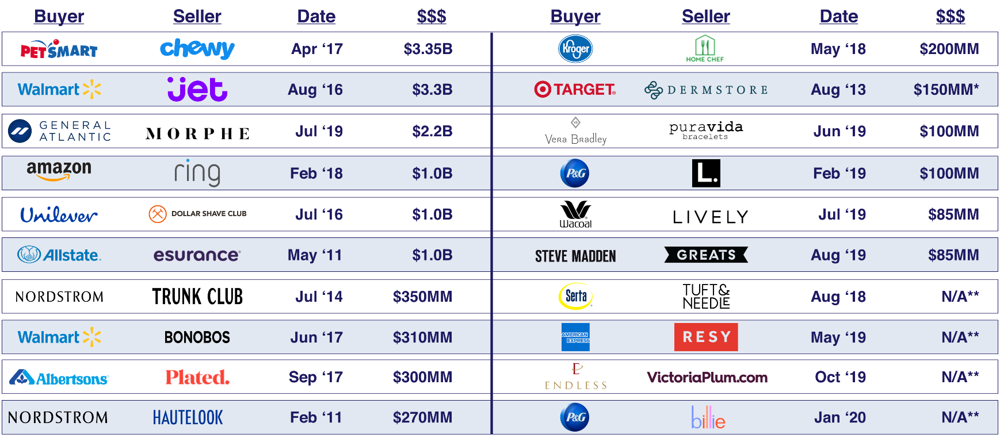 Buyer Seller Date $$$ Buyer Seller Date $$$
PETSMART chewy Apr ‘17 $3.35B Kroger HOME CHEF May ‘18 $200MM
Walmart jet Aug ‘16 $3.3B TARGET. DERMSTORE Aug ‘13 $150MM*
GENERAL ATLANTIC MORPHE Jul ‘19 $2.2B VB VERA BRADLEY puravida bracelets Jun ‘19 $100MM
amazon ring Feb ‘18 $1.0B P&G L. Feb ‘19 $100MM
Unilever DOLLAR SHAVE CLUB Jul ‘16 $1.0B Wacoal LIVELY Jul ‘19 $85MM
Allstate. esurance® May ‘11 $1.0B STEVE MADDEN GREATS Aug ‘19 $85MM
NORDSTROM TRUNK CLUB Jul ‘14 $350MM Serta TUFT& NEEDLE Aug ‘18 N/A**
Walmart BONOBOS Jun ‘17 $310MM AMERICAN EXPRESS RESY May ‘19 N/A**
Albertsons Plated. Sep ‘17 $300MM E ENDLESS VictoriaPlum.com Oct ‘19 N/A**
NORDSTROM HAUTELOOK Feb ‘11 $270MM P&G billie Jan ‘20 N/A**